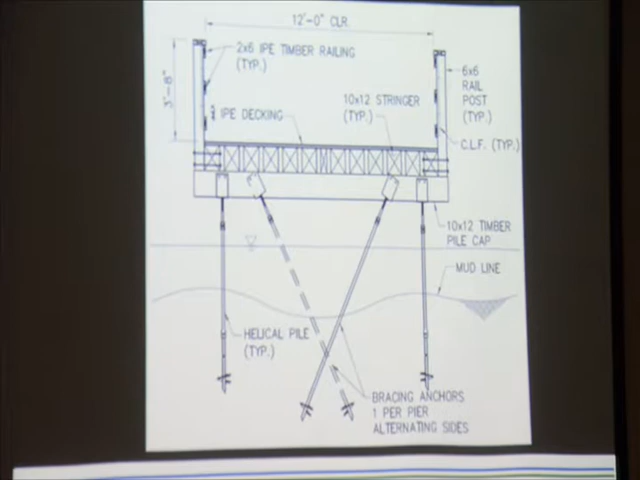 12'-0" CLR.
2x6 IPE TIMBER RAILING
(TYP.)
3'-8"
IPE DECKING
10x12 STRINGER
(TYP.)
6x6
RAIL
POST
(TYP.)
C.L.F. (TYP.)
10x12 TIMBER
PILE CAP
MUD LINE
HELICAL PILE
(TYP.)
BRACING ANCHORS
1 PER PIER
ALTERNATING SIDES